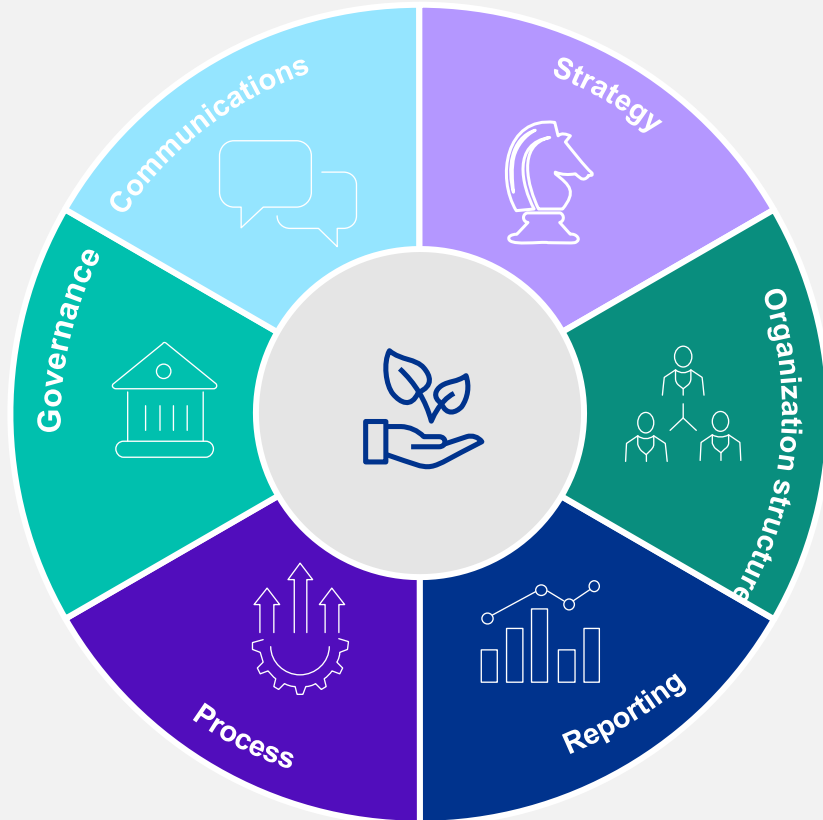 Communications
Strategy
Governance
Organization structure
Process
Reporting